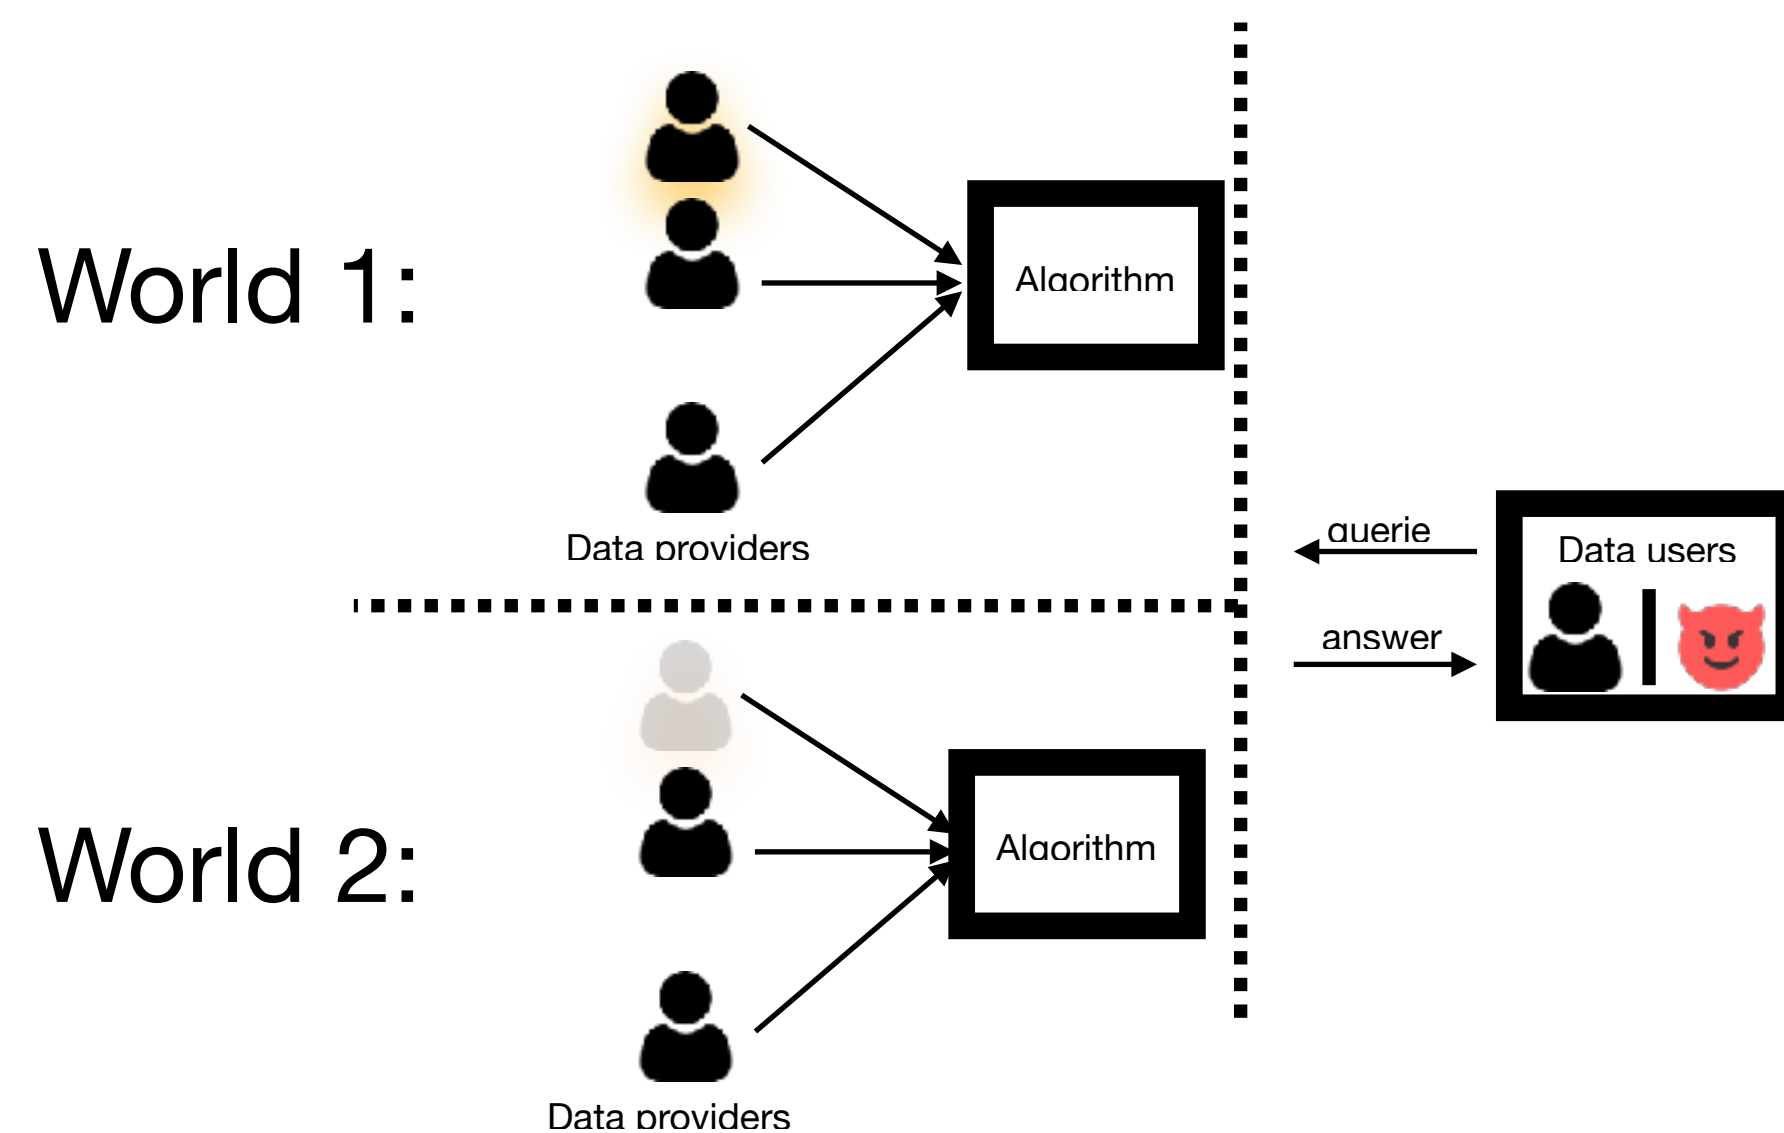 World 1:
Algorithm
Data providers
querie
Data users
answer
World 2:
Algorithm
Data providers